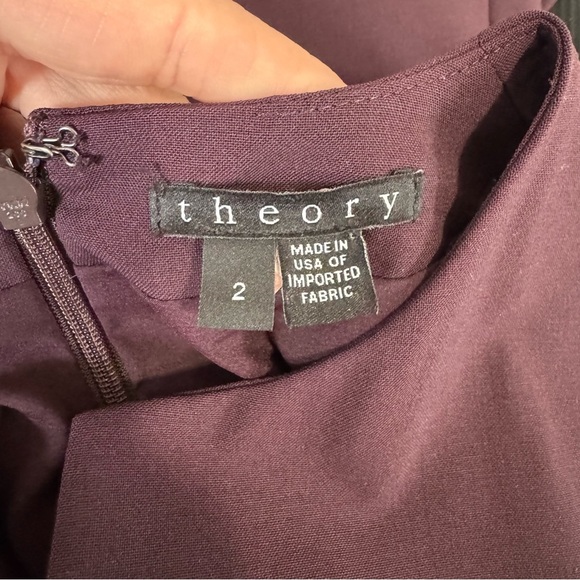 theory
2
MADE IN
USA OF
IMPORTED
FABRIC